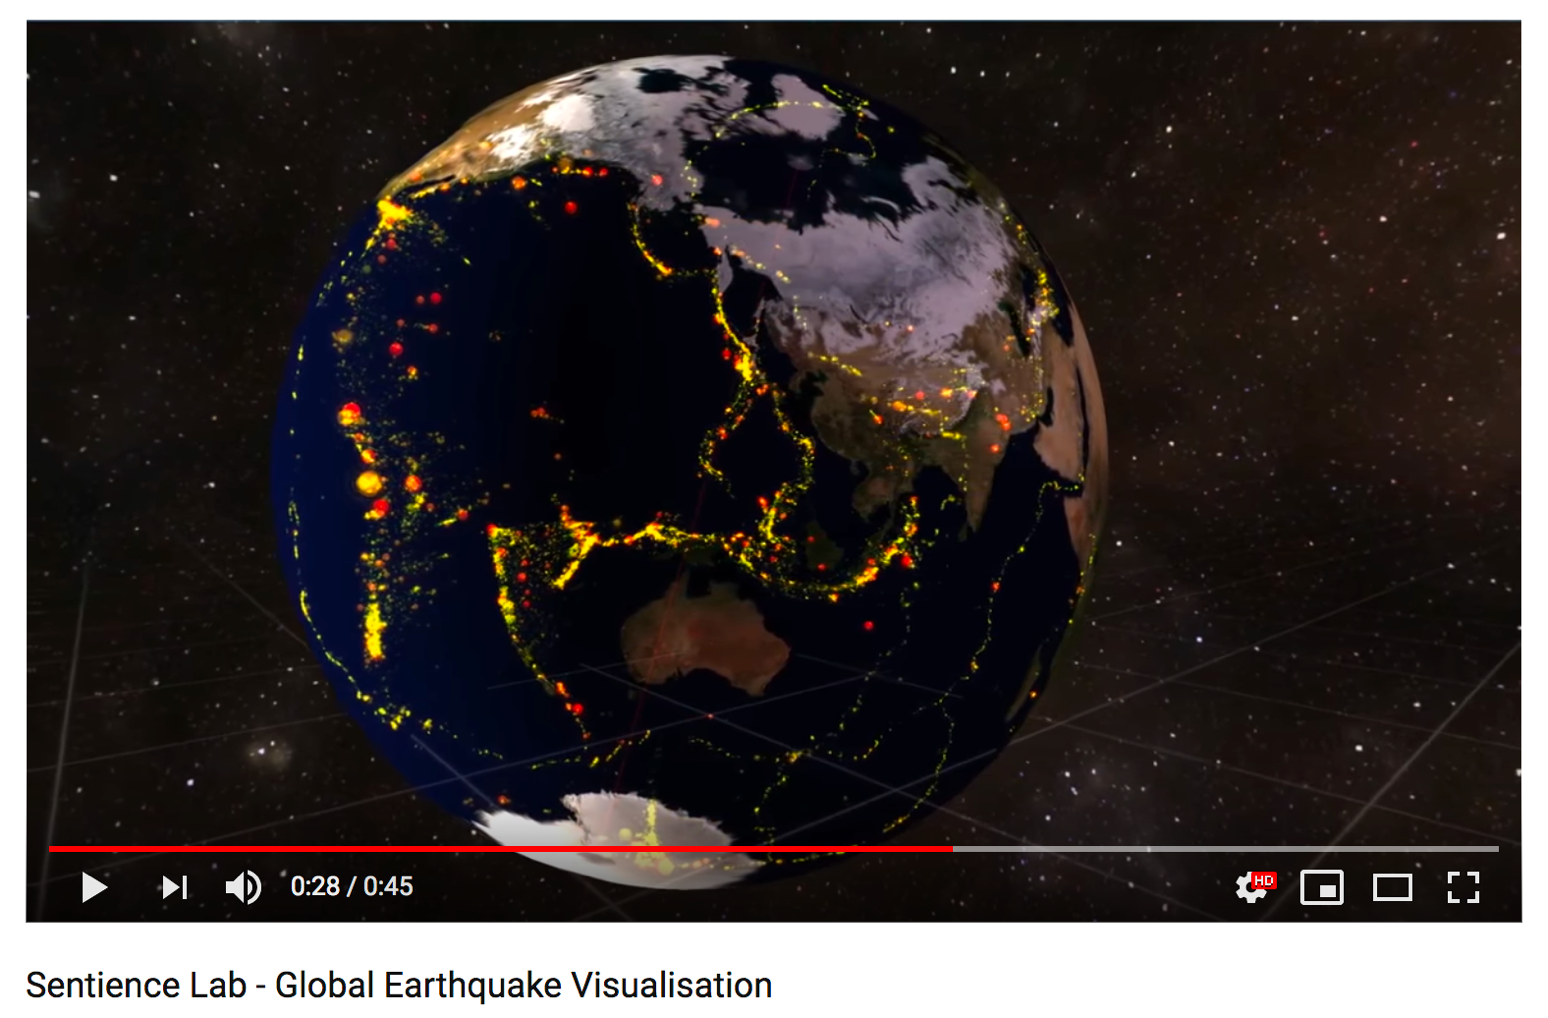 HD
0:28 / 0:45
Sentience Lab - Global Earthquake Visualisation